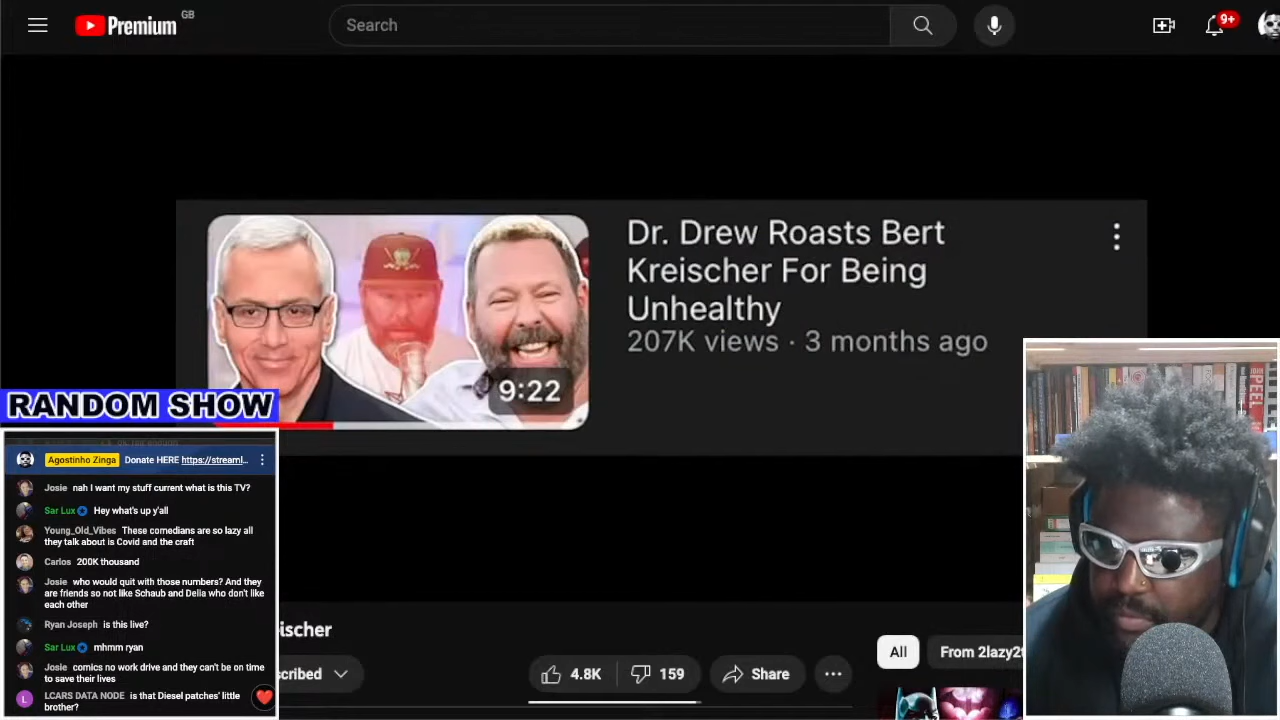 Premium GB
Search
9+
Dr. Drew Roasts Bert
Kreischer For Being
Unhealthy
207K views · 3 months ago
9:22
RANDOM SHOW
Agostinho Zinga Donate HERE https://streaml...
Josie nah I want my stuff current what is this TV?
Sar Lux Hey what's up y'all
Young_Old_Vibes These comedians are so lazy all
they talk about is Covid and the craft
Carlos 200K thousand
Josie who would quit with those numbers? And they
are friends so not like Schaub and Delia who don't like
each other
Ryan Joseph is this live?
Sar Lux mhmm ryan
Josie comics no work drive and they can't be on time
to save their lives
L LCARS DATA NODE is that Diesel patches' little
brother?
ischer
cribed
4.8K
159
Share
All
From 2lazy2
PEEL